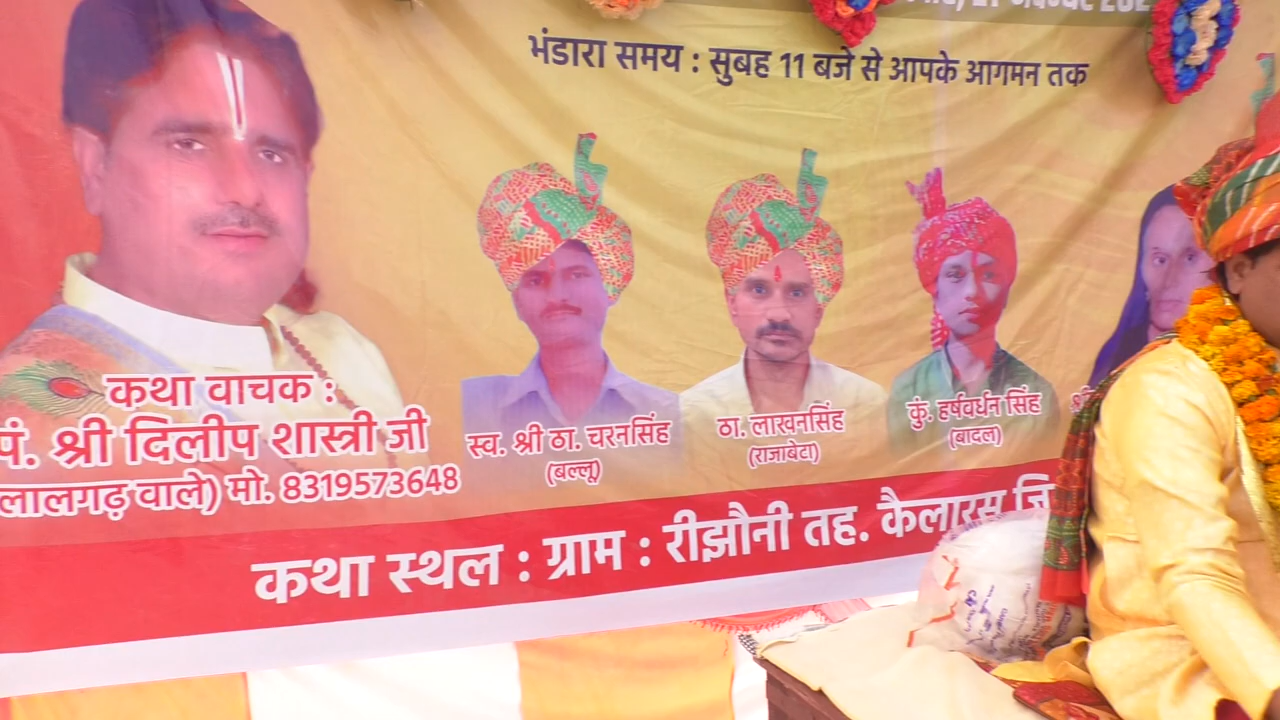 भंडारा समय : सुबह 11 बजे से आपके आगमन तक
कथा वाचक :
पं. श्री दिलीप शास्त्री जी
लालगढ़ वाले) मो. 8319573648
स्व. श्री ठा. चरनसिंह
(बल्लू)
ठा. लाखनसिंह
(राजाबेटा)
कुं. हर्षवर्धन सिंह
(बादल)
कथा स्थल : ग्राम : रीझौनी तह. कैलारस जि